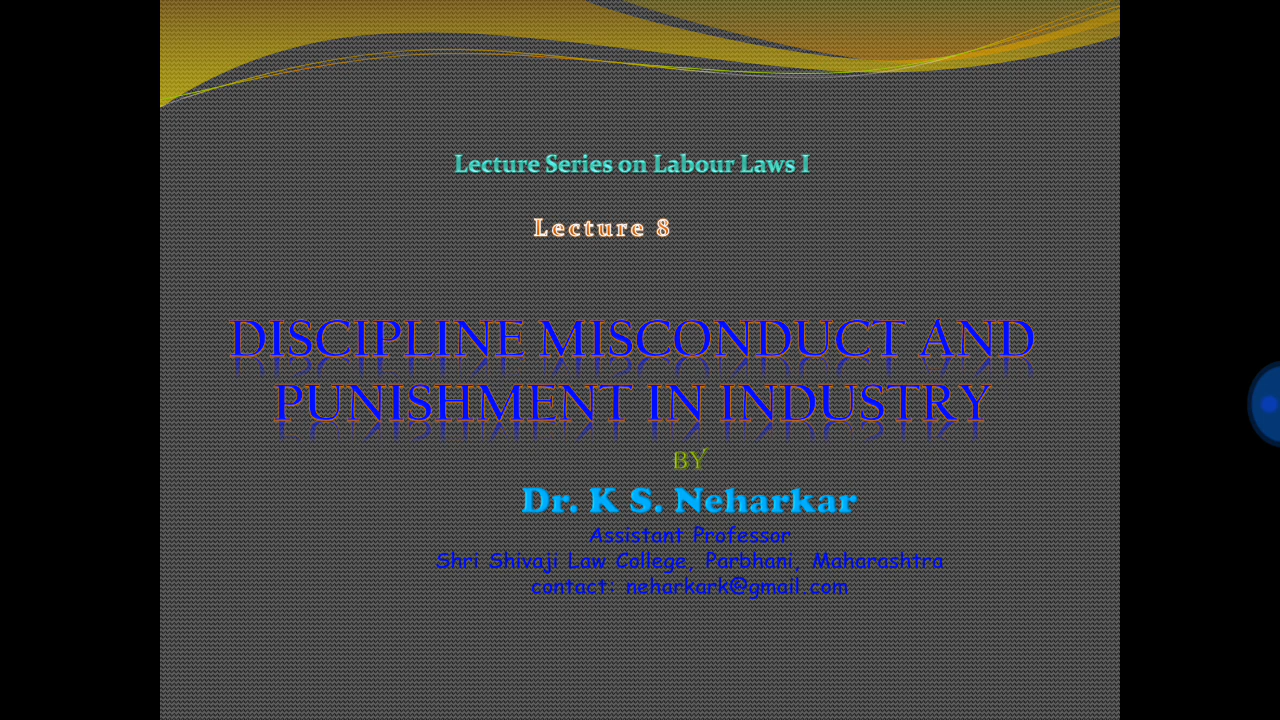 Lecture Series on Labour Laws I
Lecture 8
DISCIPLINE MISCONDUCT AND
PUNISHMENT IN INDUSTRY
BY
Dr. K S. Neharkar
Assistant Professor
Shri Shivaji Law College, Parbhani, Maharashtra
contact: neharkark@gmail.com